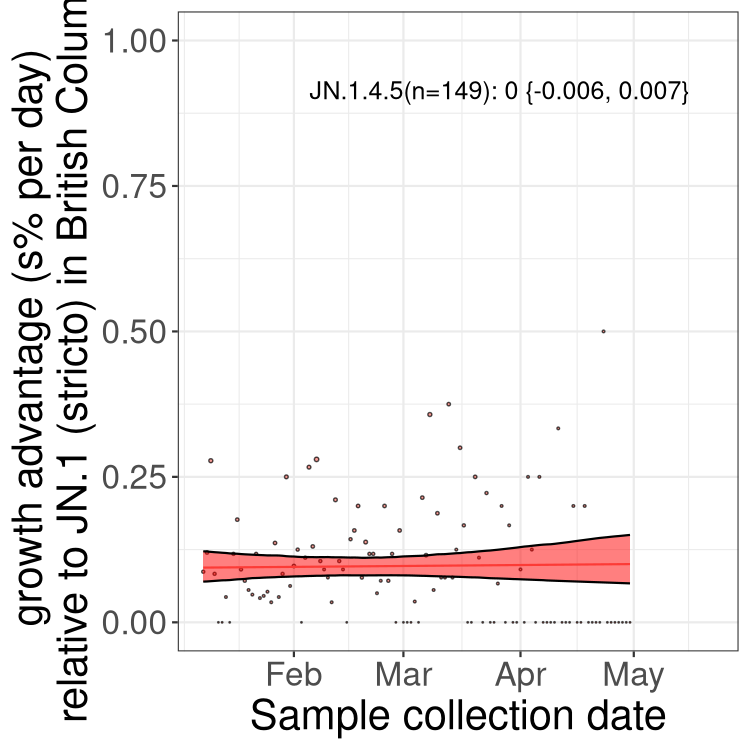 growth advantage (s% per day)
relative to JN.1 (stricto) in British Colum
1.00
0.75
0.50
0.25
0.00
JN.1.4.5(n=149): 0 {-0.006, 0.007}
Feb Mar Apr May
Sample collection date